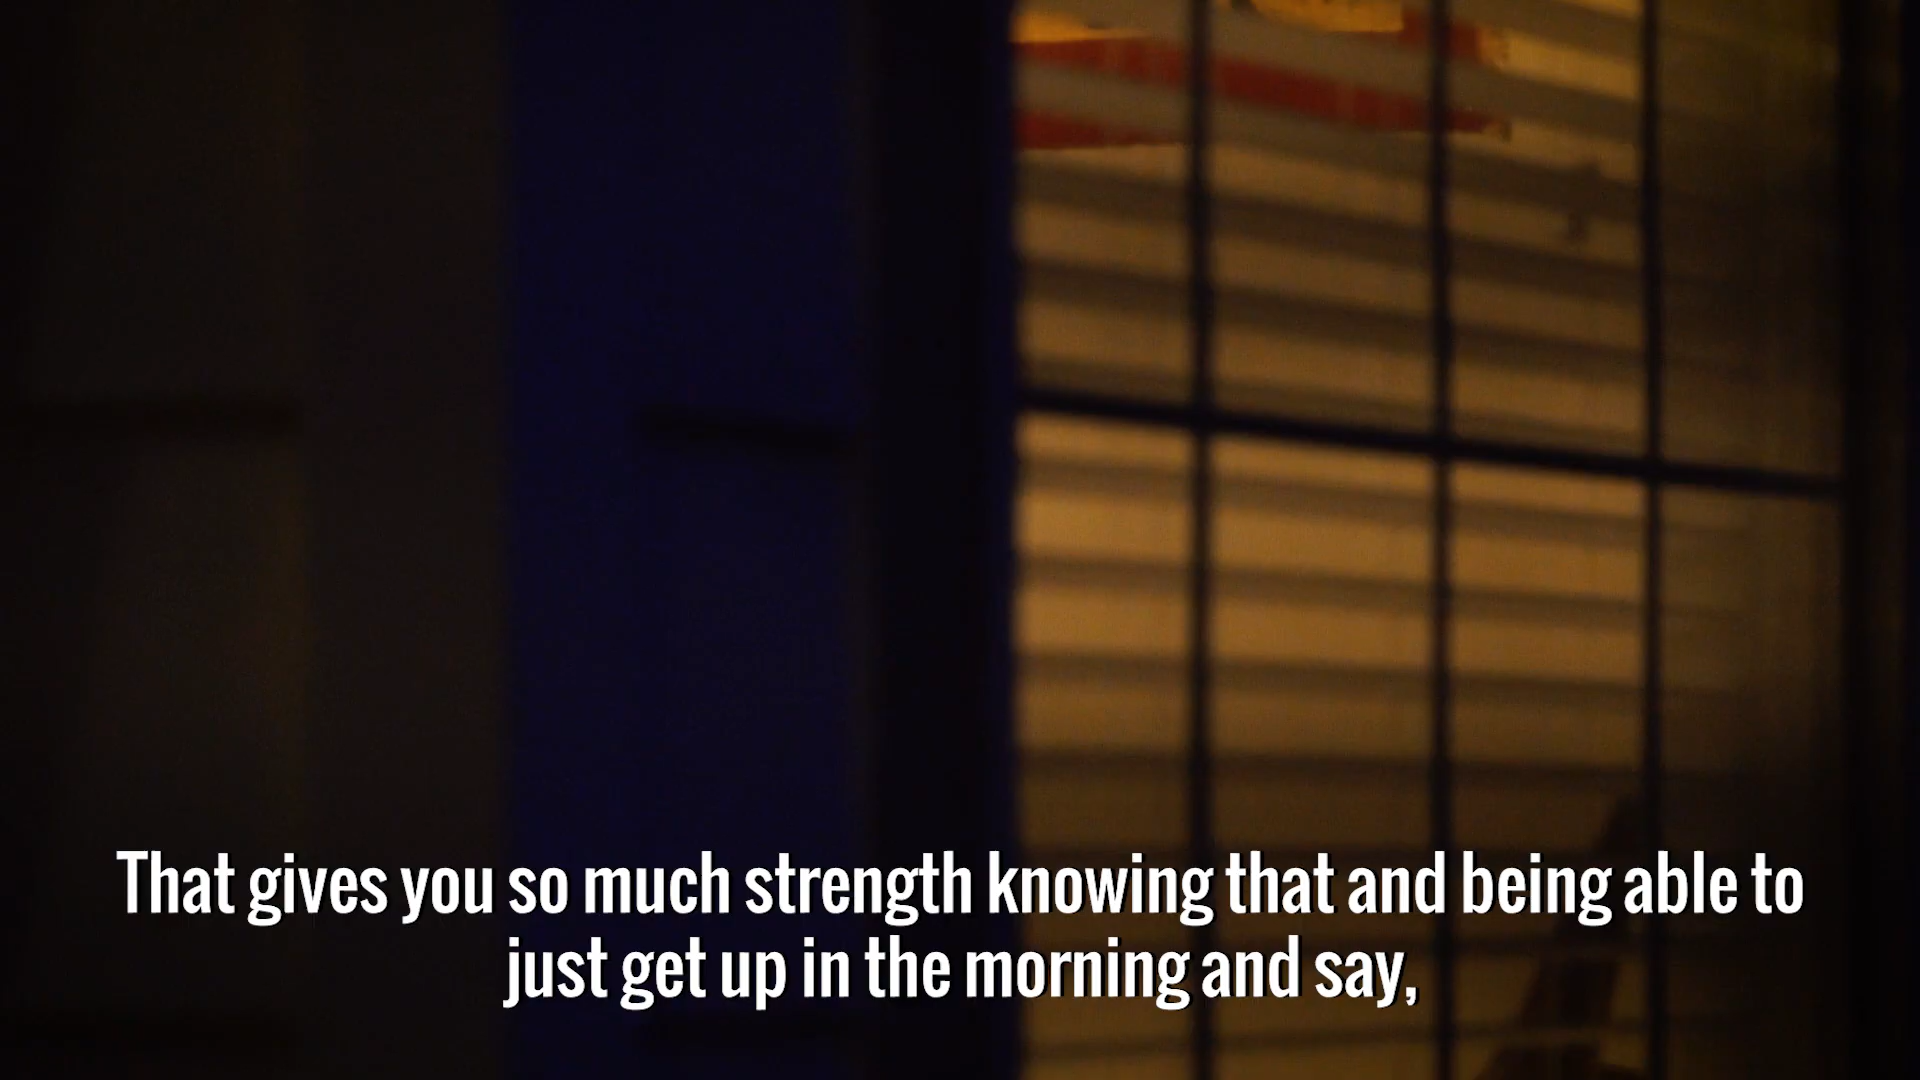 That gives you so much strength knowing that and being able to
just get up in the morning and say,